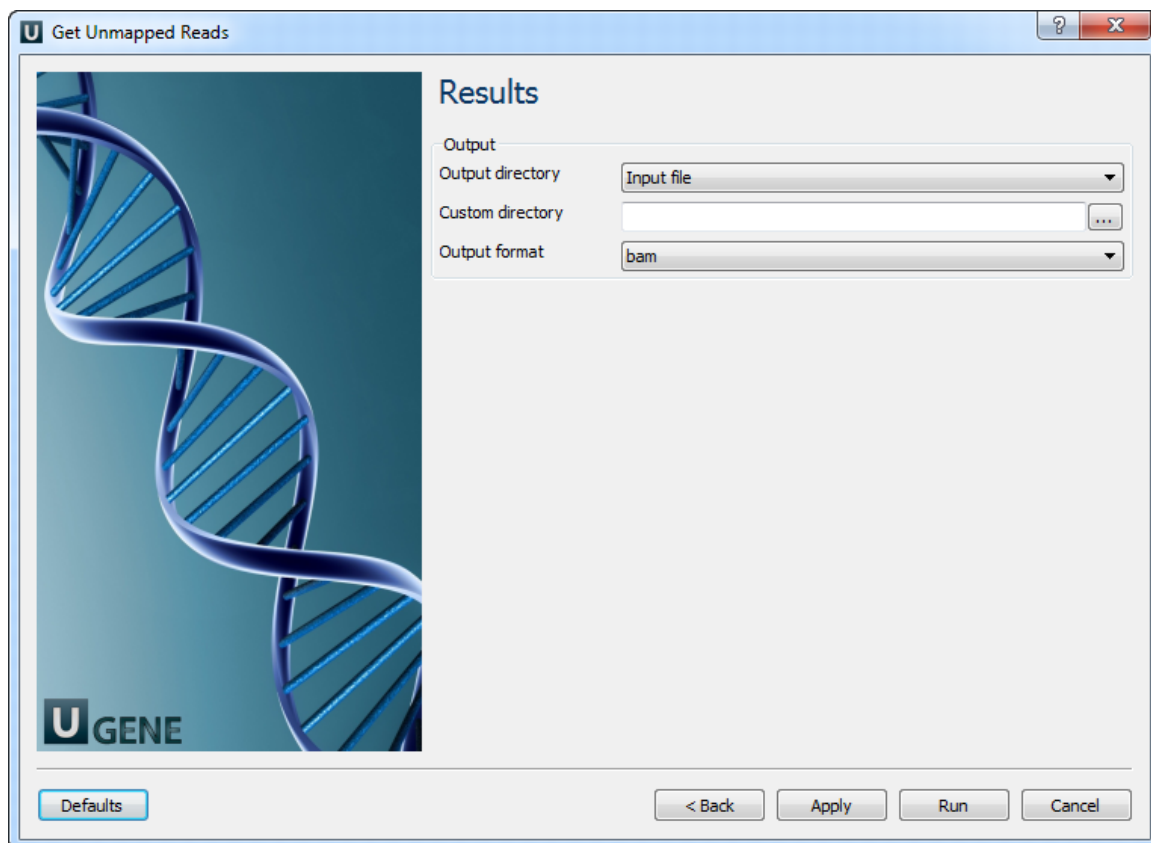 U Get Unmapped Reads
?
X
Results
Output
Output directory
Input file
Custom directory
...
Output format
bam
U GENE
Defaults
< Back
Apply
Run
Cancel